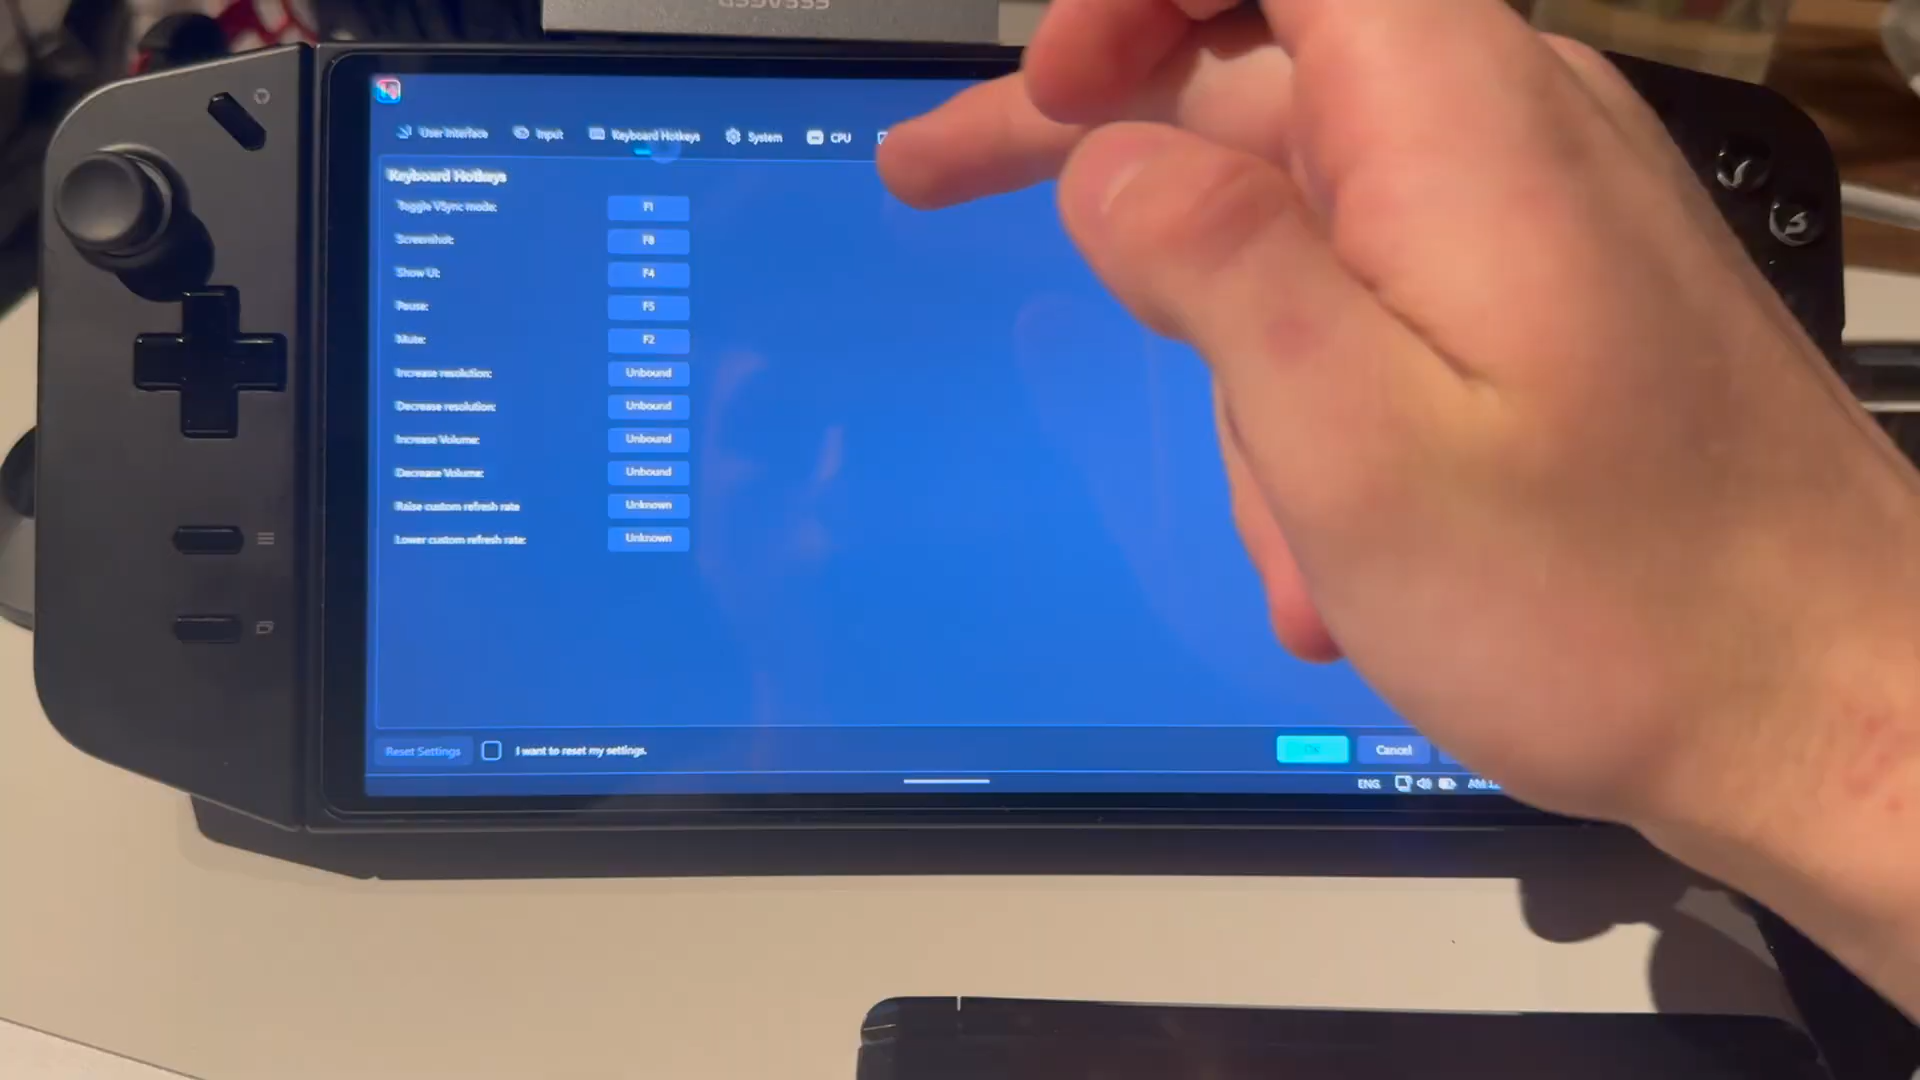 User Interface Input Keyboard Hotkeys System CPU
Keyboard Hotkeys
Toggle VSync mode: F1
Screenshot: F8
Show UI: F4
Pause: F5
Mute: F2
Increase resolution: Unbound
Decrease resolution: Unbound
Increase Volume: Unbound
Decrease Volume: Unbound
Raise custom refresh rate Unknown
Lower custom refresh rate: Unknown
Reset Settings I want to reset my settings. Cancel
ENG